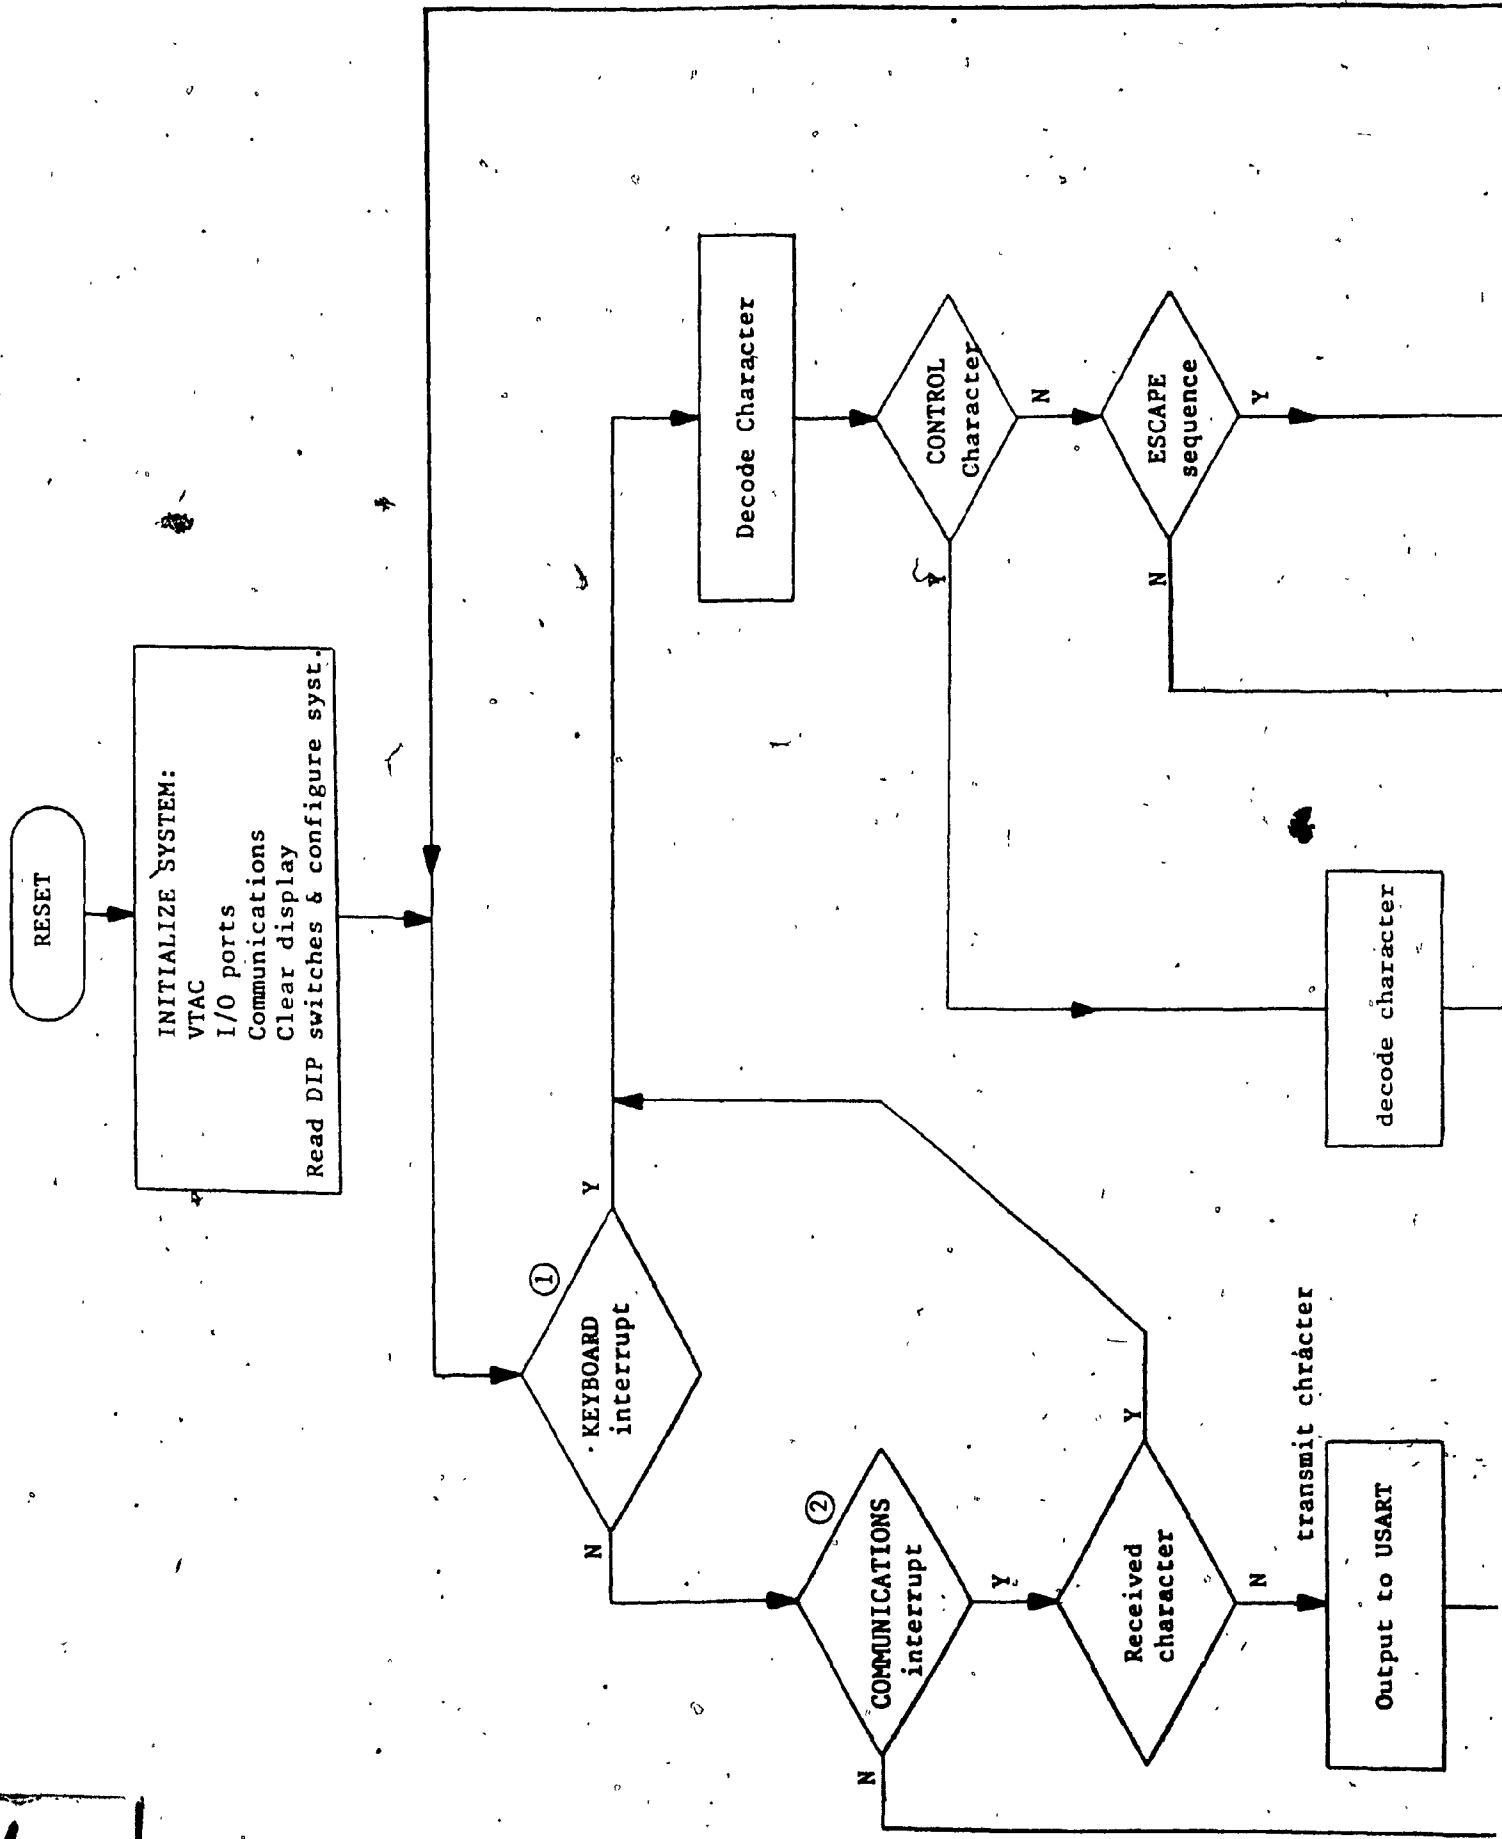 RESET
INITIALIZE SYSTEM:
VTAC
I/O ports
Communications
Clear display
Read DIP switches & configure syst.
1
KEYBOARD
interrupt
Y
N
2
COMMUNICATIONS
interrupt
N
Y
Received
character
Y
N
transmit chracter
Output to USART
Decode Character
CONTROL
Character
Y
N
ESCAPE
sequence
N
Y
decode character